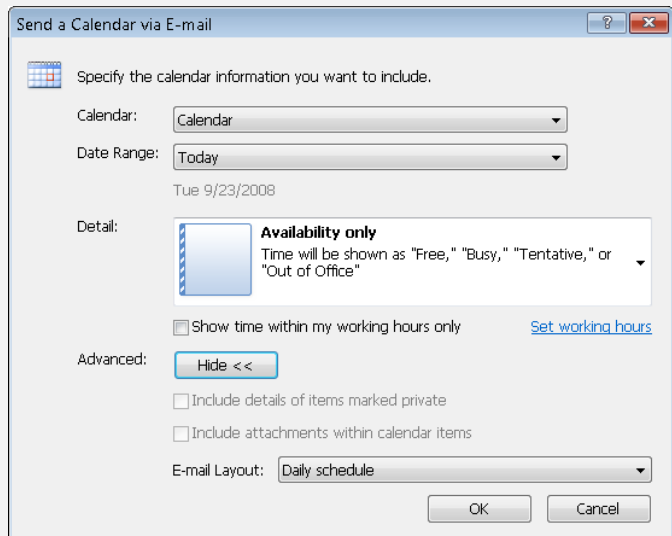 Send a Calendar via E-mail
Specify the calendar information you want to include.
Calendar: Calendar
Date Range: Today
Tue 9/23/2008
Detail: Availability only
Time will be shown as "Free," "Busy," "Tentative," or
"Out of Office"
Show time within my working hours only Set working hours
Advanced: Hide <<
Include details of items marked private
Include attachments within calendar items
E-mail Layout: Daily schedule
OK Cancel